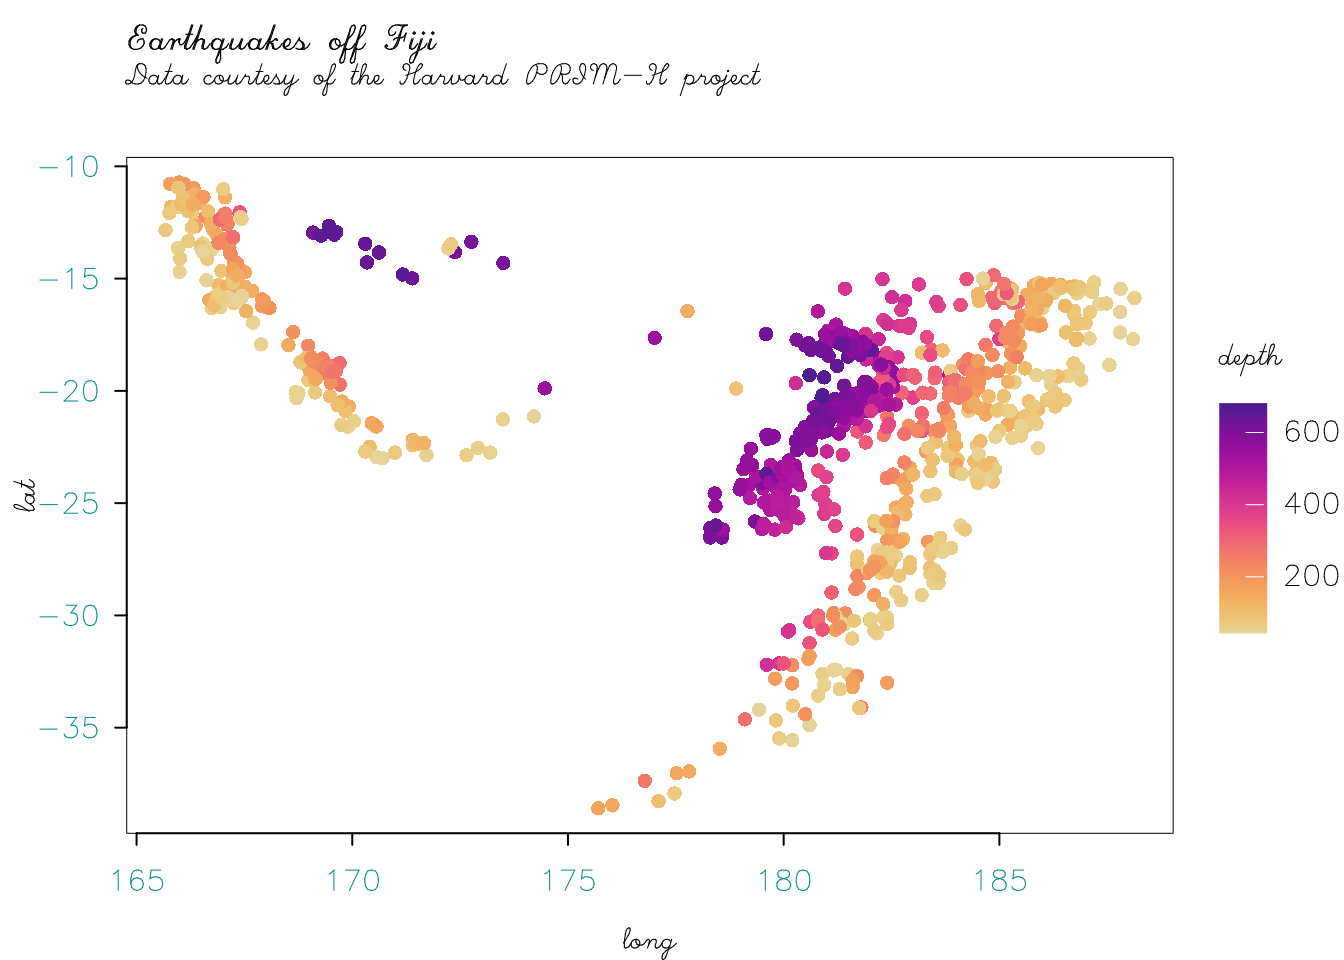 Earthquakes off Fiji
Data courtesy of the Harvard PRIM-H project
-10
-15
-20
-25
-30
-35
lat
165 170 175 180 185
long
depth
600
400
200